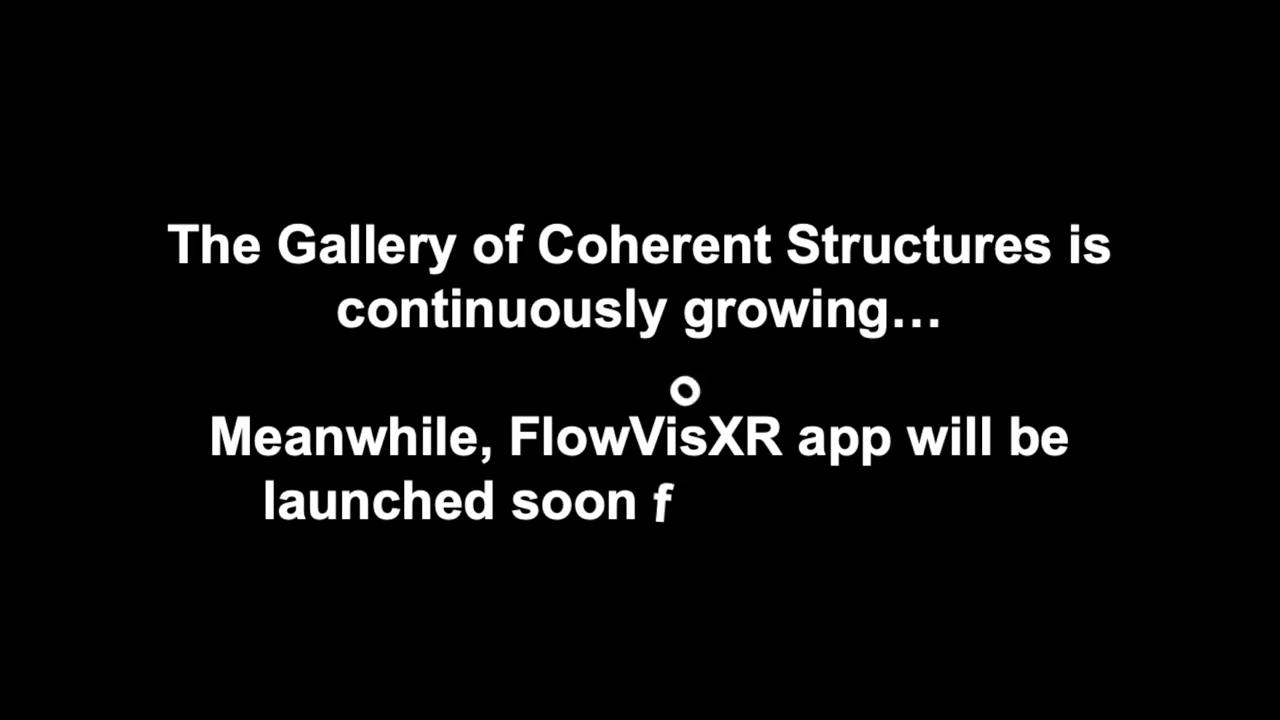 The Gallery of Coherent Structures is
continuously growing…
o
Meanwhile, FlowVisXR app will be
launched soon f